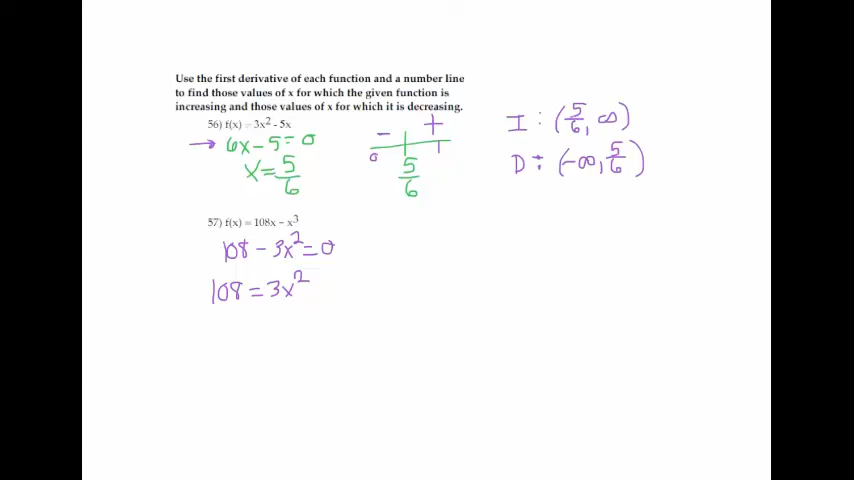 Use the first derivative of each function and a number line
to find those values of x for which the given function is
increasing and those values of x for which it is decreasing.
56) f(x) = 3x² - 5x
→ 6x - 5 = 0
x = 5/6
- +
0 1
5/6
I : (5/6, ∞)
D : (-∞, 5/6)
57) f(x) = 108x - x³
108 - 3x² = 0
108 = 3x²